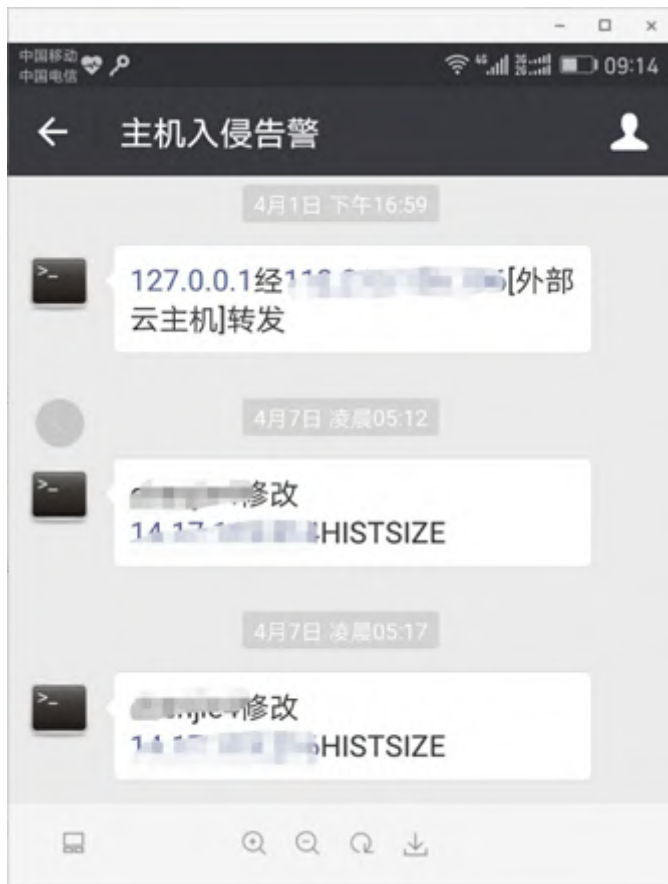 中国移动
中国电信
4G
2G
2G
09:14
主机入侵告警
4月1日 下午16:59
127.0.0.1经[外部
云主机]转发
4月7日 凌晨05:12
修改
HISTSIZE
4月7日 凌晨05:17
修改
HISTSIZE